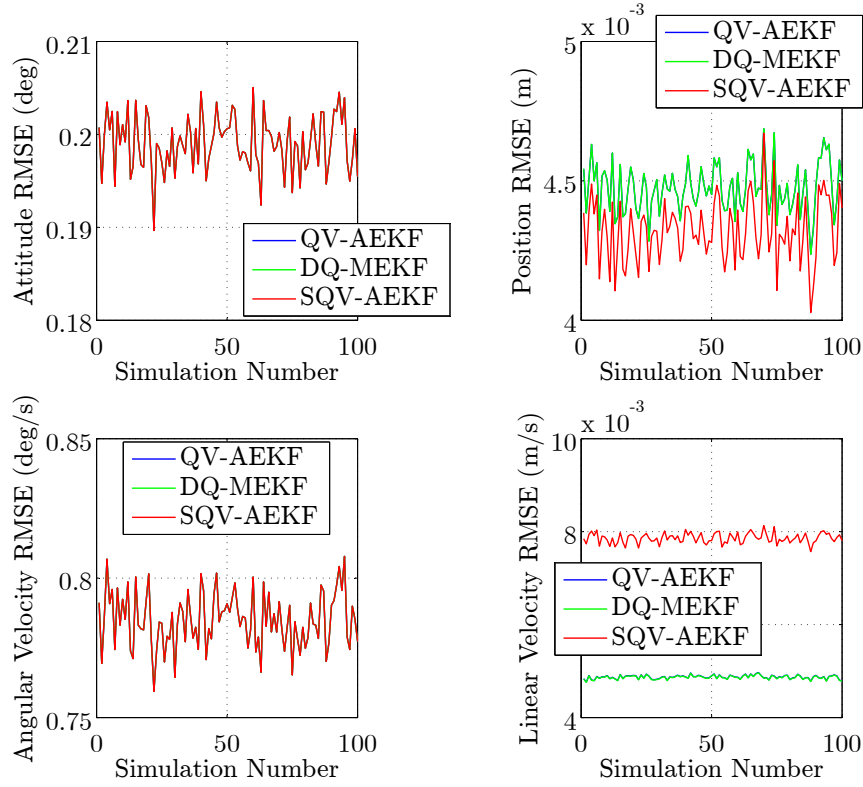 Attitude RMSE (deg)
0.21
0.2
0.19
0.18
0
50
100
Simulation Number
QV-AEKF
DQ-MEKF
SQV-AEKF
Position RMSE (m)
x 10-3
5
4.5
4
0
50
100
Simulation Number
QV-AEKF
DQ-MEKF
SQV-AEKF
Angular Velocity RMSE (deg/s)
0.85
0.8
0.75
0
50
100
Simulation Number
QV-AEKF
DQ-MEKF
SQV-AEKF
Linear Velocity RMSE (m/s)
x 10-3
10
8
4
0
50
100
Simulation Number
QV-AEKF
DQ-MEKF
SQV-AEKF